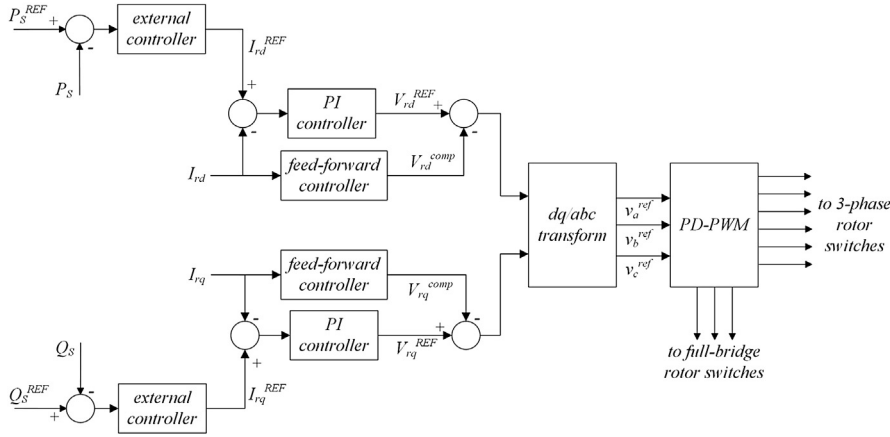 P_S^REF +
-
external
controller
P_S
I_rd^REF
+
-
PI
controller
V_rd^REF +
-
I_rd
feed-forward
controller
V_rd^comp
dq/abc
transform
v_a^ref
v_b^ref
v_c^ref
PD-PWM
to 3-phase
rotor
switches
to full-bridge
rotor switches
I_rq
feed-forward
controller
V_rq^comp
-
+
-
PI
controller
V_rq^REF
+
-
Q_S
I_rq^REF
-
Q_S^REF
+
external
controller